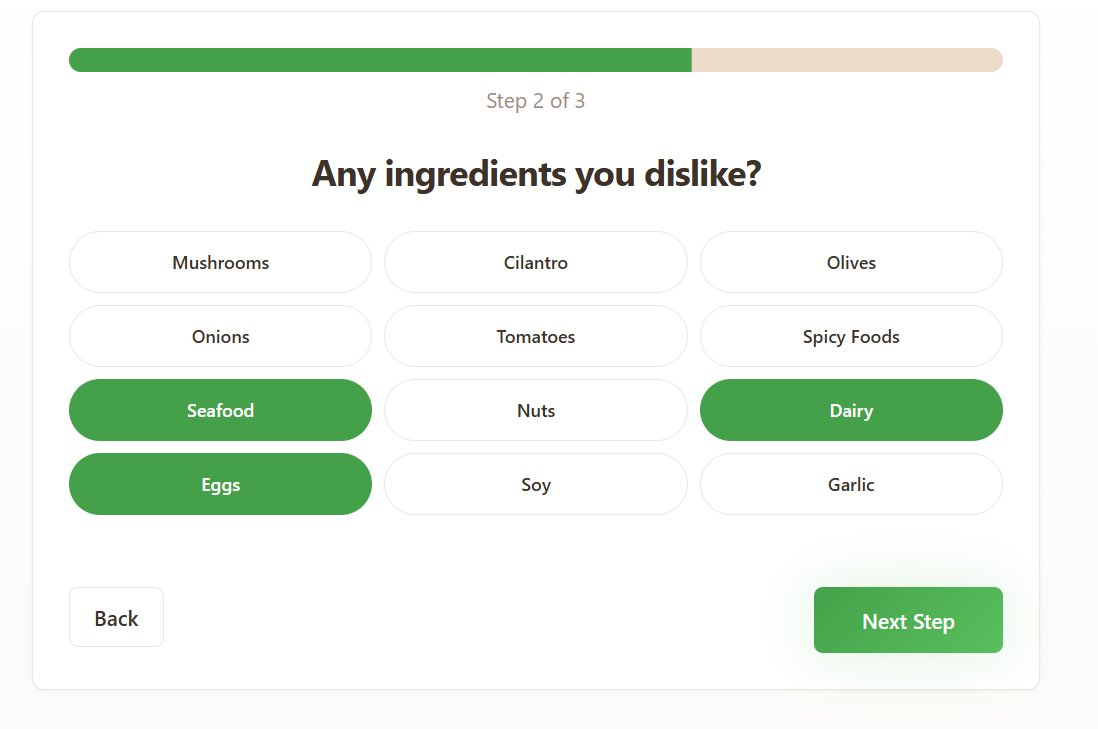 Step 2 of 3
Any ingredients you dislike?
Mushrooms
Cilantro
Olives
Onions
Tomatoes
Spicy Foods
Seafood
Nuts
Dairy
Eggs
Soy
Garlic
Back
Next Step